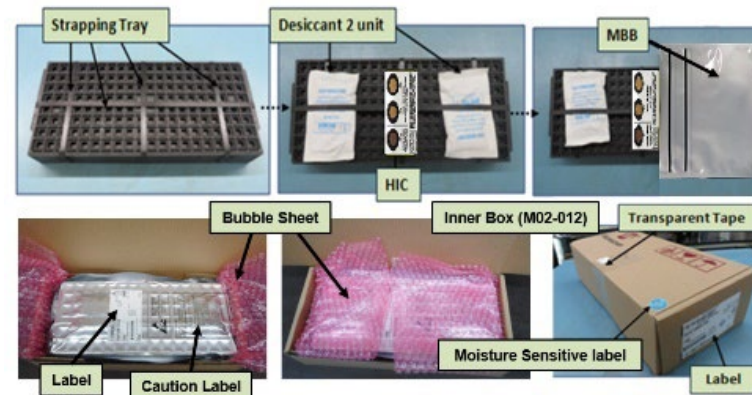 Strapping Tray
Desiccant 2 unit
MBB
HIC
Bubble Sheet
Inner Box (M02-012)
Transparent Tape
Moisture Sensitive label
Label
Caution Label
Label